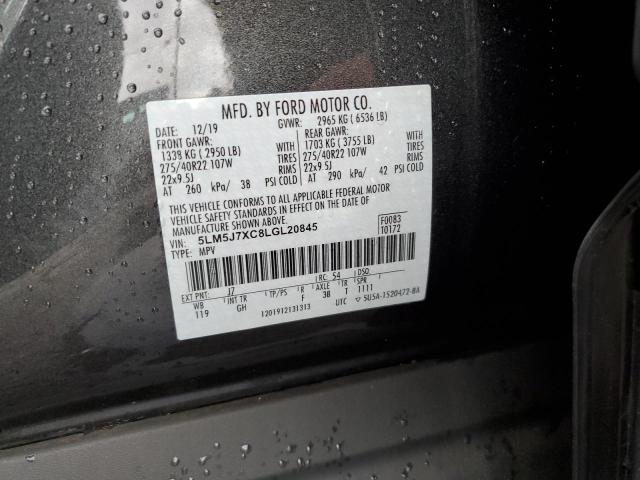 MFD. BY FORD MOTOR CO.
12/19 GVWR: 2965 KG (6536 LB)
FRONT GAWR: REAR GAWR:
1338 KG (2950 LB) WITH 1703 KG (3755 LB) WITH
275/40R22 107W TIRES 275/40R22 107W TIRES
22x9.5J RIMS 22x9.5J RIMS
AT 260 kPa/ 38 PSI COLD AT 290 kPa/ 42 PSI COLD
THIS VEHICLE CONFORMS TO ALL APPLICABLE FEDERAL MOTOR
VEHICLE SAFETY STANDARDS IN EFFECT ON THE DATE OF
MANUFACTURE SHOWN ABOVE.
VIN: 5LM5J7XC8LGL20845 F0083
TYPE: MPV 10172
EXT PNT: J7 RC: 54 DSO:
WB INT TR TP/PS R AXLE TR SPR
119 GH F 38 T 1111
1201912131313 UTC ▽ 5U5A-1520472-BA